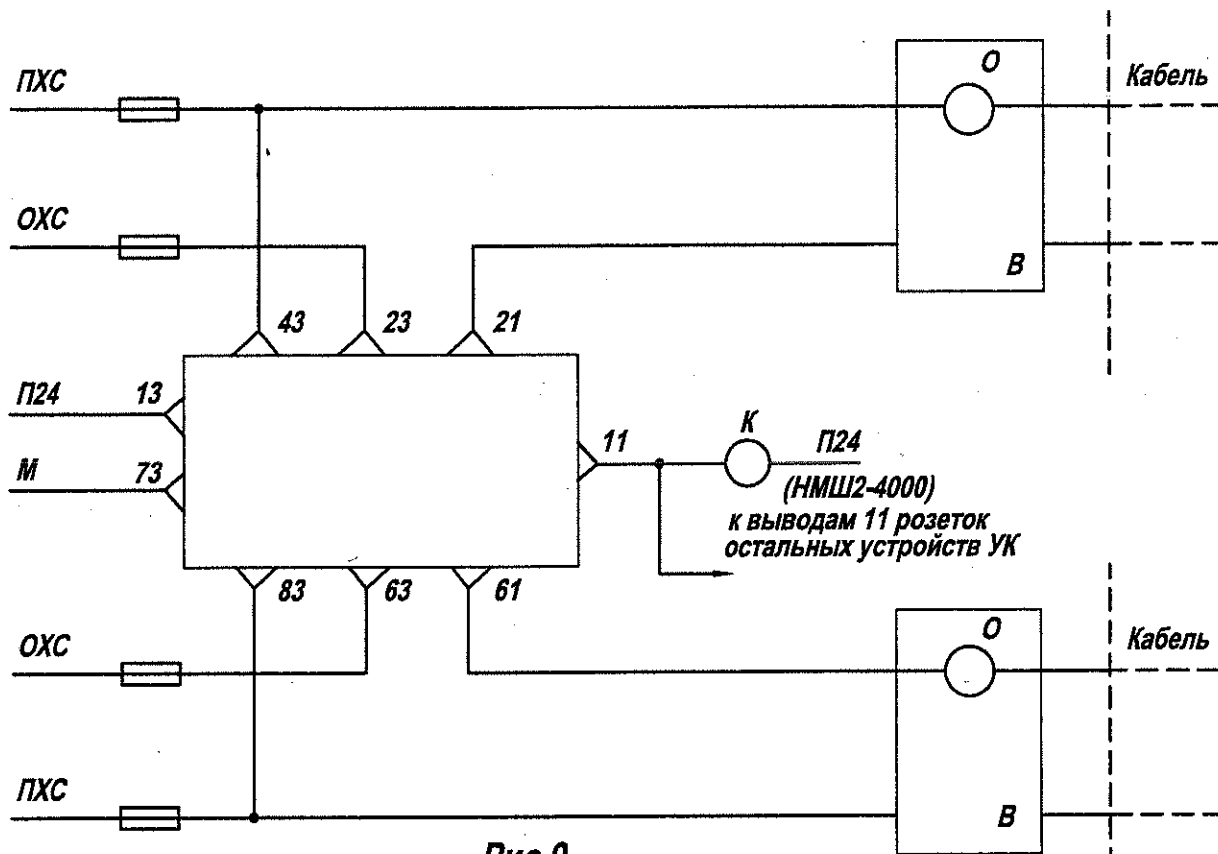 ПХС
О
Кабель
ОХС
В
43
23
21
П24
13
М
73
11
К
П24
(НМШ2-4000)
к выводам 11 розеток
остальных устройств УК
83
63
61
О
Кабель
ОХС
ПХС
В